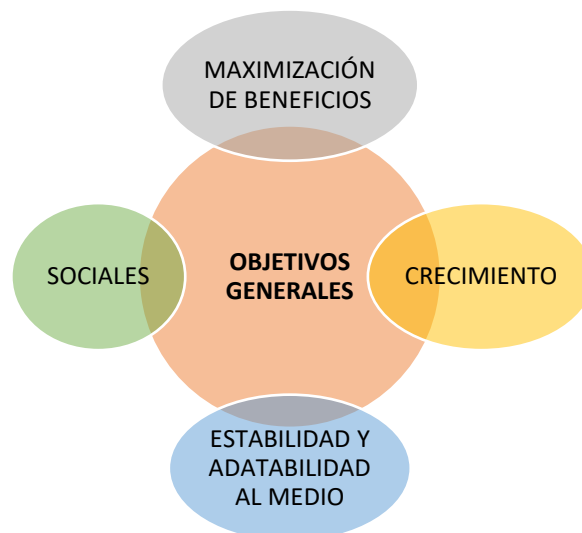 MAXIMIZACIÓN
DE BENEFICIOS
SOCIALES
OBJETIVOS
GENERALES
CRECIMIENTO
ESTABILIDAD Y
ADATABILIDAD
AL MEDIO